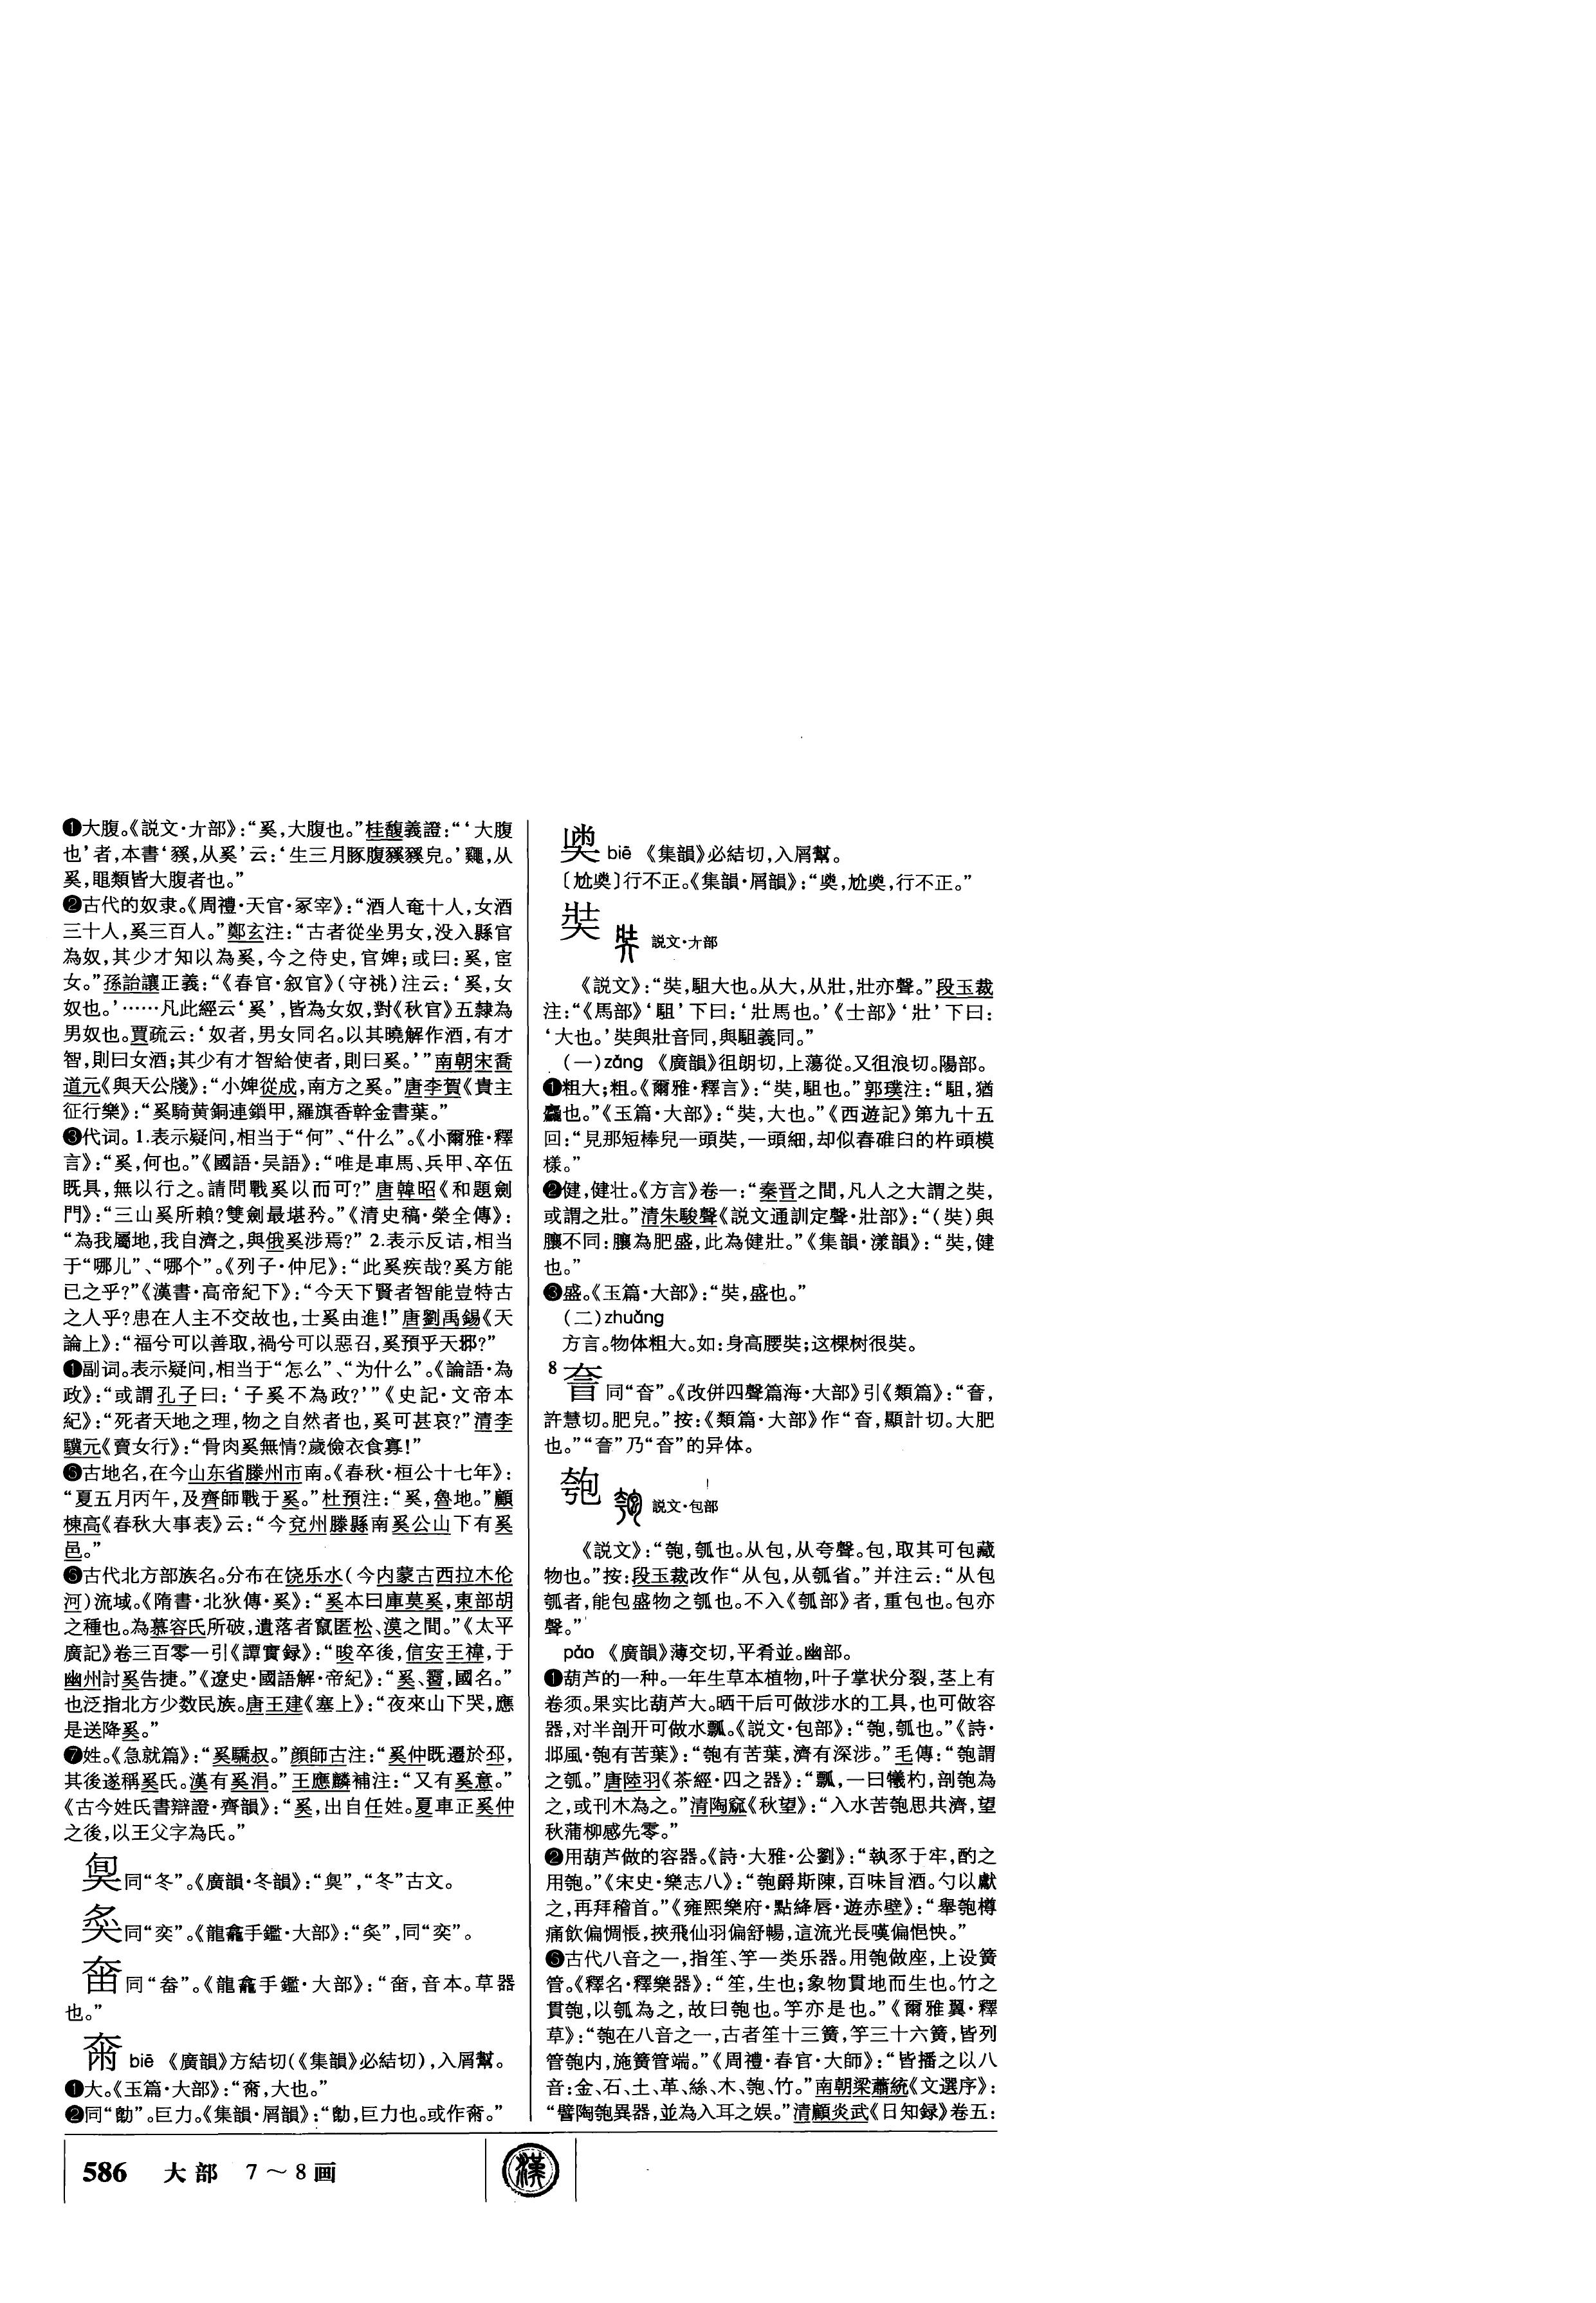 ❶大腹。《説文·亣部》：“奚，大腹也。”桂馥義證：“‘大腹
也’者，本書‘豯，从奚’云：‘生三月豚腹豯豯皃。’䵶，从
奚，黽類皆大腹者也。”
❷古代的奴隶。《周禮·天官·冢宰》：“酒人奄十人，女酒
三十人，奚三百人。”鄭玄注：“古者從坐男女，没入縣官
為奴，其少才知以為奚，今之侍史，官婢；或曰：奚，宦
女。”孫詒讓正義：“《春官·叙官》（守祧）注云：‘奚，女
奴也。’……凡此經云‘奚’，皆為女奴，對《秋官》五隸為
男奴也。賈疏云：‘奴者，男女同名。以其曉解作酒，有才
智，則曰女酒；其少有才智給使者，則曰奚。’”南朝宋喬
道元《與天公牋》：“小婢從成，南方之奚。”唐李賀《貴主
征行樂》：“奚騎黄銅連鎖甲，羅旗香幹金畫葉。”
❸代词。1.表示疑问，相当于“何”、“什么”。《小爾雅·釋
言》：“奚，何也。”《國語·吴語》：“唯是車馬、兵甲、卒伍
既具，無以行之。請問戰奚以而可？”唐韓昭《和題劍
門》：“三山奚所賴？雙劍最堪矜。”《清史稿·榮全傳》：
“為我屬地，我自濟之，與俄奚涉焉？” 2.表示反诘，相当
于“哪儿”、“哪个”。《列子·仲尼》：“此奚疾哉？奚方能
已之乎？”《漢書·高帝紀下》：“今天下賢者智能豈特古
之人乎？患在人主不交故也，士奚由進！”唐劉禹錫《天
論上》：“福兮可以善取，禍兮可以惡召，奚預乎天邪？”
❹副词。表示疑问，相当于“怎么”、“为什么”。《論語·為
政》：“或謂孔子曰：‘子奚不為政？’”《史記·文帝本
紀》：“死者天地之理，物之自然者也，奚可甚哀？”清李
驥元《賣女行》：“骨肉奚無情？歲儉衣食寡！”
❺古地名，在今山东省滕州市南。《春秋·桓公十七年》：
“夏五月丙午，及齊師戰于奚。”杜預注：“奚，魯地。”顧
棟高《春秋大事表》云：“今兗州滕縣南奚公山下有奚
邑。”
❻古代北方部族名。分布在饶乐水（今内蒙古西拉木伦
河）流域。《隋書·北狄傳·奚》：“奚本曰庫莫奚，東部胡
之種也。為慕容氏所破，遺落者竄匿松、漠之間。”《太平
廣記》卷三百零一引《譚實録》：“晙卒後，信安王禕，于
幽州討奚告捷。”《遼史·國語解·帝紀》：“奚、霫，國名。”
也泛指北方少数民族。唐王建《塞上》：“夜來山下哭，應
是送降奚。”
❼姓。《急就篇》：“奚驕叔。”顔師古注：“奚仲既遷於邳，
其後遂稱奚氏。漢有奚涓。”王應麟補注：“又有奚意。”
《古今姓氏書辯證·齊韻》：“奚，出自任姓。夏車正奚仲
之後，以王父字為氏。”
同“冬”。《廣韻·冬韻》：“”，“冬”古文。
同“奕”。《龍龕手鑑·大部》：“”，同“奕”。
同“畚”。《龍龕手鑑·大部》：“，音本。草器
也。”
biē 《廣韻》方結切（《集韻》必結切），入屑幫。
❶大。《玉篇·大部》：“，大也。”
❷同“”。巨力。《集韻·屑韻》：“，巨力也。或作。”
biē 《集韻》必結切，入屑幫。
〔尬〕行不正。《集韻·屑韻》：“，尬，行不正。”
奘 説文·亣部
《説文》：“奘，駔大也。从大，从壯，壯亦聲。”段玉裁
注：“《馬部》‘駔’下曰：‘壯馬也。’《士部》‘壯’下曰：
‘大也。’奘與壯音同，與駔義同。”
（一）zǎng 《廣韻》徂朗切，上蕩從。又徂浪切。陽部。
❶粗大；粗。《爾雅·釋言》：“奘，駔也。”郭璞注：“駔，猶
麤也。”《玉篇·大部》：“奘，大也。”《西遊記》第九十五
回：“見那短棒兒一頭奘，一頭細，却似舂碓臼的杵頭模
樣。”
❷健，健壮。《方言》卷一：“秦晋之間，凡人之大謂之奘，
或謂之壯。”清朱駿聲《説文通訓定聲·壯部》：“（奘）與
䑋不同：䑋為肥盛，此為健壯。”《集韻·漾韻》：“奘，健
也。”
❸盛。《玉篇·大部》：“奘，盛也。”
（二）zhuǎng
方言。物体粗大。如：身高腰奘；这棵树很奘。
8 同“”。《改併四聲篇海·大部》引《類篇》：“，
許慧切。肥皃。”按：《類篇·大部》作“，顯計切。大肥
也。”“”乃“”的异体。
匏 説文·包部
《説文》：“匏，瓠也。从包，从夸聲。包，取其可包藏
物也。”按：段玉裁改作“从包，从瓠省。”并注云：“从包
瓠者，能包盛物之瓠也。不入《瓠部》者，重包也。包亦
聲。”
páo 《廣韻》薄交切，平肴並。幽部。
❶葫芦的一种。一年生草本植物，叶子掌状分裂，茎上有
卷须。果实比葫芦大。晒干后可做涉水的工具，也可做容
器，对半剖开可做水瓢。《説文·包部》：“匏，瓠也。”《詩·
邶風·匏有苦葉》：“匏有苦葉，濟有深涉。”毛傳：“匏謂
之瓠。”唐陸羽《茶經·四之器》：“瓢，一曰犧杓，剖匏為
之，或刊木為之。”清陶窳《秋望》：“入水苦匏思共濟，望
秋蒲柳感先零。”
❷用葫芦做的容器。《詩·大雅·公劉》：“執豕于牢，酌之
用匏。”《宋史·樂志八》：“匏爵斯陳，百味旨酒。勺以獻
之，再拜稽首。”《雍熙樂府·點絳唇·遊赤壁》：“舉匏樽
痛飲偏惆悵，挾飛仙羽偏舒暢，這流光長嘆偏悒怏。”
❸古代八音之一，指笙、竽一类乐器。用匏做座，上设簧
管。《釋名·釋樂器》：“笙，生也；象物貫地而生也。竹之
貫匏，以瓠為之，故曰匏也。竽亦是也。”《爾雅翼·釋
草》：“匏在八音之一，古者笙十三簧，竽三十六簧，皆列
管匏内，施簧管端。”《周禮·春官·大師》：“皆播之以八
音：金、石、土、革、絲、木、匏、竹。”南朝梁蕭統《文選序》：
“譬陶匏異器，並為入耳之娱。”清顧炎武《日知録》卷五：
586 大部 7～8画
漢